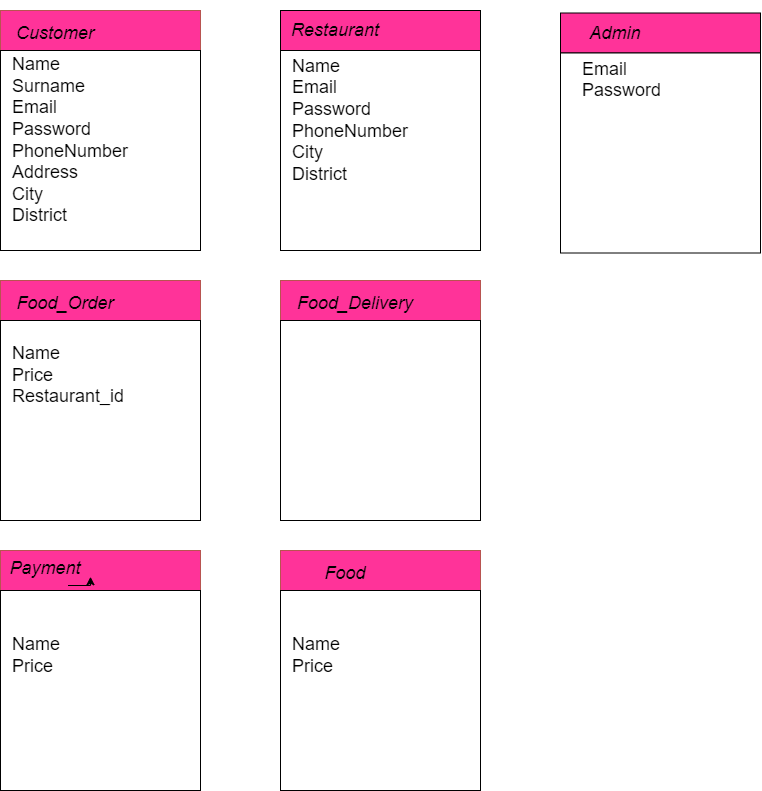 Customer
Name
Surname
Email
Password
PhoneNumber
Address
City
District
Restaurant
Name
Email
Password
PhoneNumber
City
District
Admin
Email
Password
Food_Order
Name
Price
Restaurant_id
Food_Delivery
Payment
Name
Price
Food
Name
Price